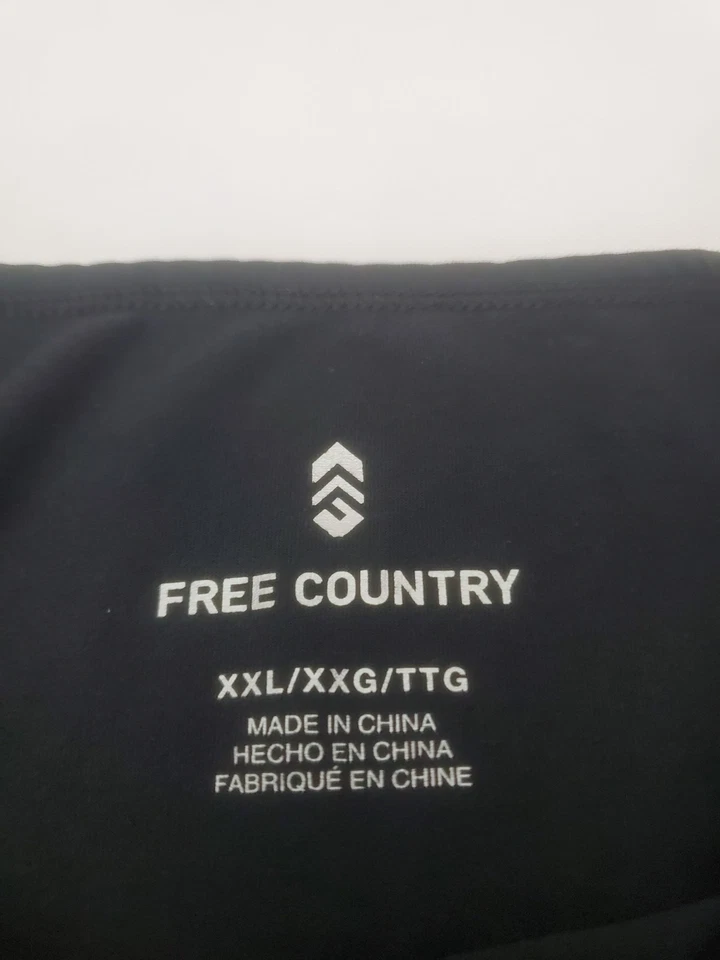 FREE COUNTRY
XXL/XXG/TTG
MADE IN CHINA
HECHO EN CHINA
FABRIQUÉ EN CHINE